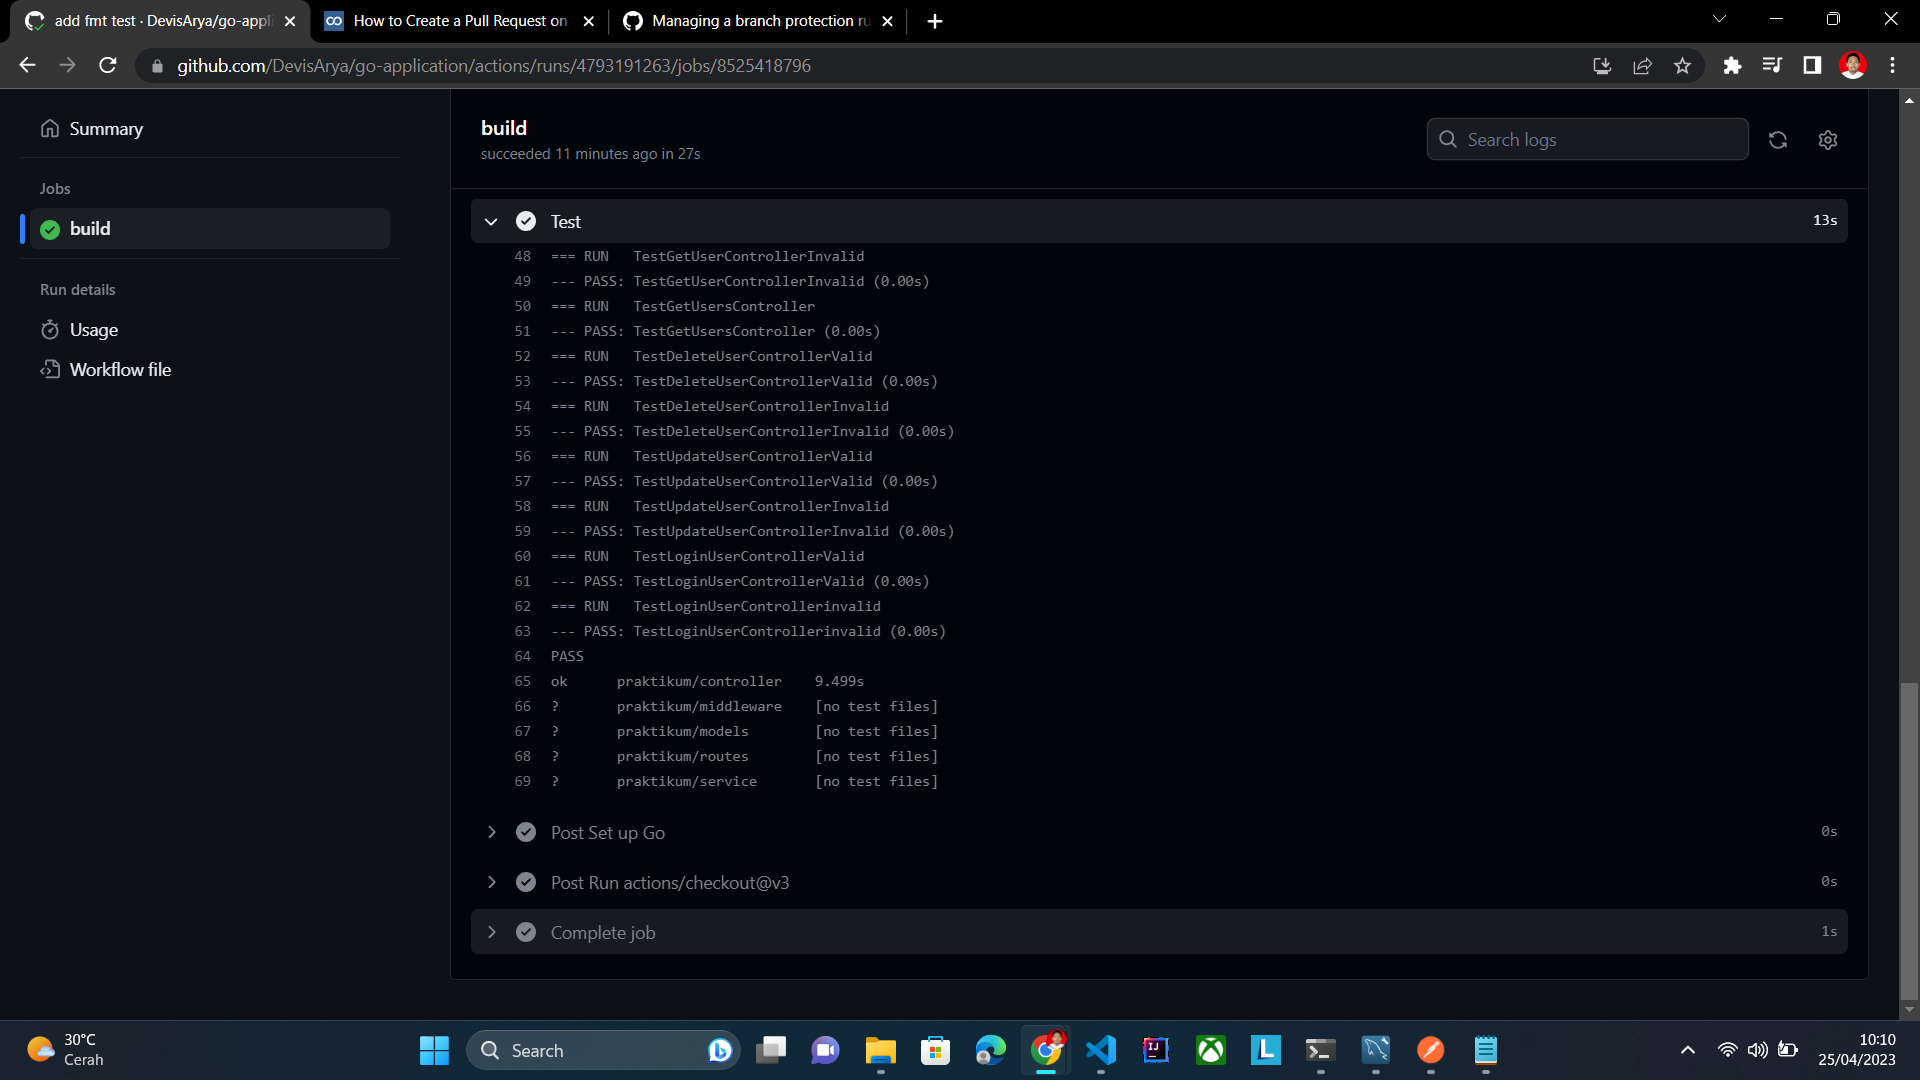 add fmt test · DevisArya/go-appli
How to Create a Pull Request on
Managing a branch protection ru
github.com/DevisArya/go-application/actions/runs/4793191263/jobs/8525418796
Summary
Jobs
build
Run details
Usage
Workflow file
build
succeeded 11 minutes ago in 27s
Search logs
Test 13s
48 === RUN   TestGetUserControllerInvalid
49 --- PASS: TestGetUserControllerInvalid (0.00s)
50 === RUN   TestGetUsersController
51 --- PASS: TestGetUsersController (0.00s)
52 === RUN   TestDeleteUserControllerValid
53 --- PASS: TestDeleteUserControllerValid (0.00s)
54 === RUN   TestDeleteUserControllerInvalid
55 --- PASS: TestDeleteUserControllerInvalid (0.00s)
56 === RUN   TestUpdateUserControllerValid
57 --- PASS: TestUpdateUserControllerValid (0.00s)
58 === RUN   TestUpdateUserControllerInvalid
59 --- PASS: TestUpdateUserControllerInvalid (0.00s)
60 === RUN   TestLoginUserControllerValid
61 --- PASS: TestLoginUserControllerValid (0.00s)
62 === RUN   TestLoginUserControllerinvalid
63 --- PASS: TestLoginUserControllerinvalid (0.00s)
64 PASS
65 ok praktikum/controller 9.499s
66 ? praktikum/middleware [no test files]
67 ? praktikum/models [no test files]
68 ? praktikum/routes [no test files]
69 ? praktikum/service [no test files]
Post Set up Go 0s
Post Run actions/checkout@v3 0s
Complete job 1s
30°C
Cerah
Search
IJ
L
10:10
25/04/2023